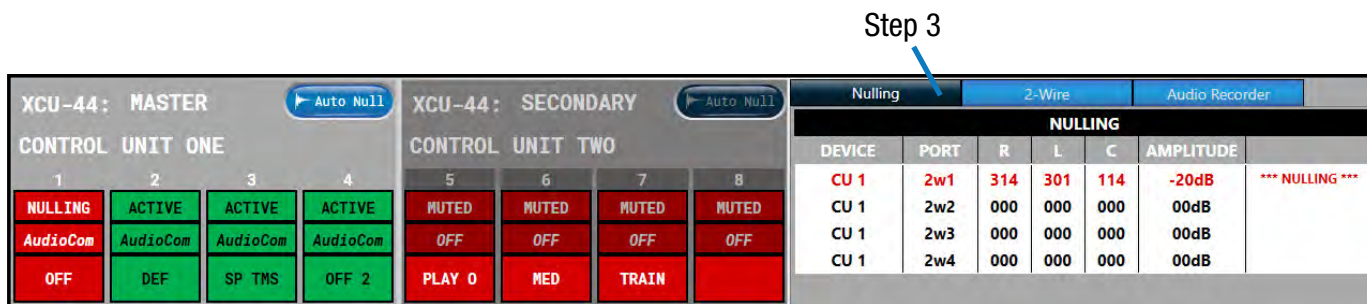 Step 3
XCU-44: MASTER Auto Null
CONTROL UNIT ONE
1 2 3 4
NULLING ACTIVE ACTIVE ACTIVE
AudioCom AudioCom AudioCom AudioCom
OFF DEF SP TMS OFF 2
XCU-44: SECONDARY Auto Null
CONTROL UNIT TWO
5 6 7 8
MUTED MUTED MUTED MUTED
OFF OFF OFF OFF
PLAY O MED TRAIN
Nulling 2-Wire Audio Recorder
NULLING
DEVICE PORT R L C AMPLITUDE
CU 1 2w1 314 301 114 -20dB *** NULLING ***
CU 1 2w2 000 000 000 00dB
CU 1 2w3 000 000 000 00dB
CU 1 2w4 000 000 000 00dB